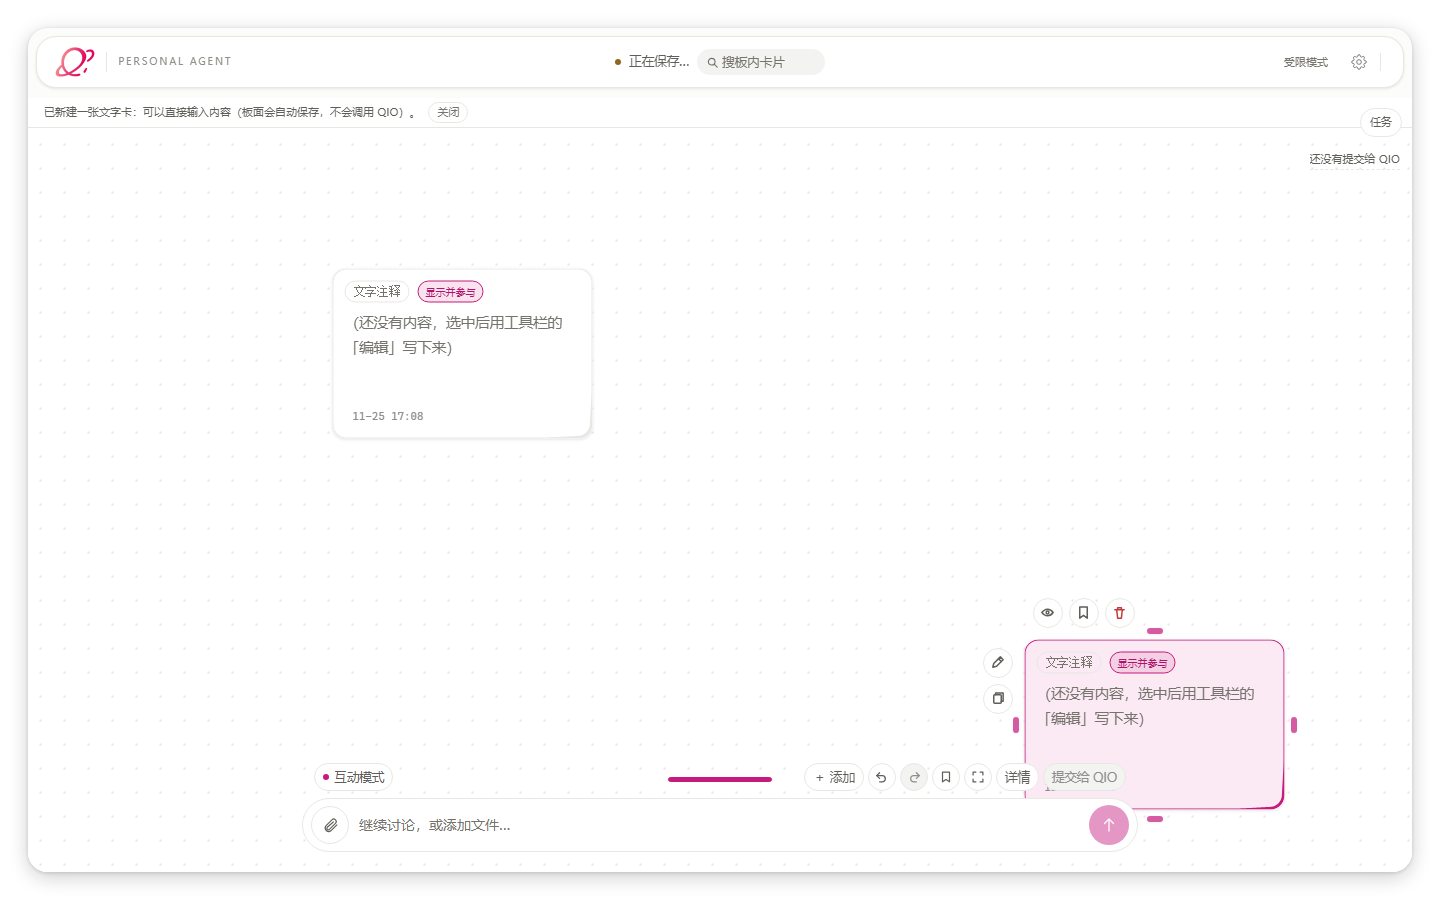 PERSONAL AGENT
正在保存...
搜板内卡片
受限模式
已新建一张文字卡：可以直接输入内容（板面会自动保存，不会调用 QIO）。
关闭
任务
还没有提交给 QIO
文字注释
显示并参与
(还没有内容，选中后用工具栏的
「编辑」写下来)
11-25 17:08
文字注释
显示并参与
(还没有内容，选中后用工具栏的
「编辑」写下来)
互动模式
+ 添加
详情
提交给 QIO
继续讨论，或添加文件...